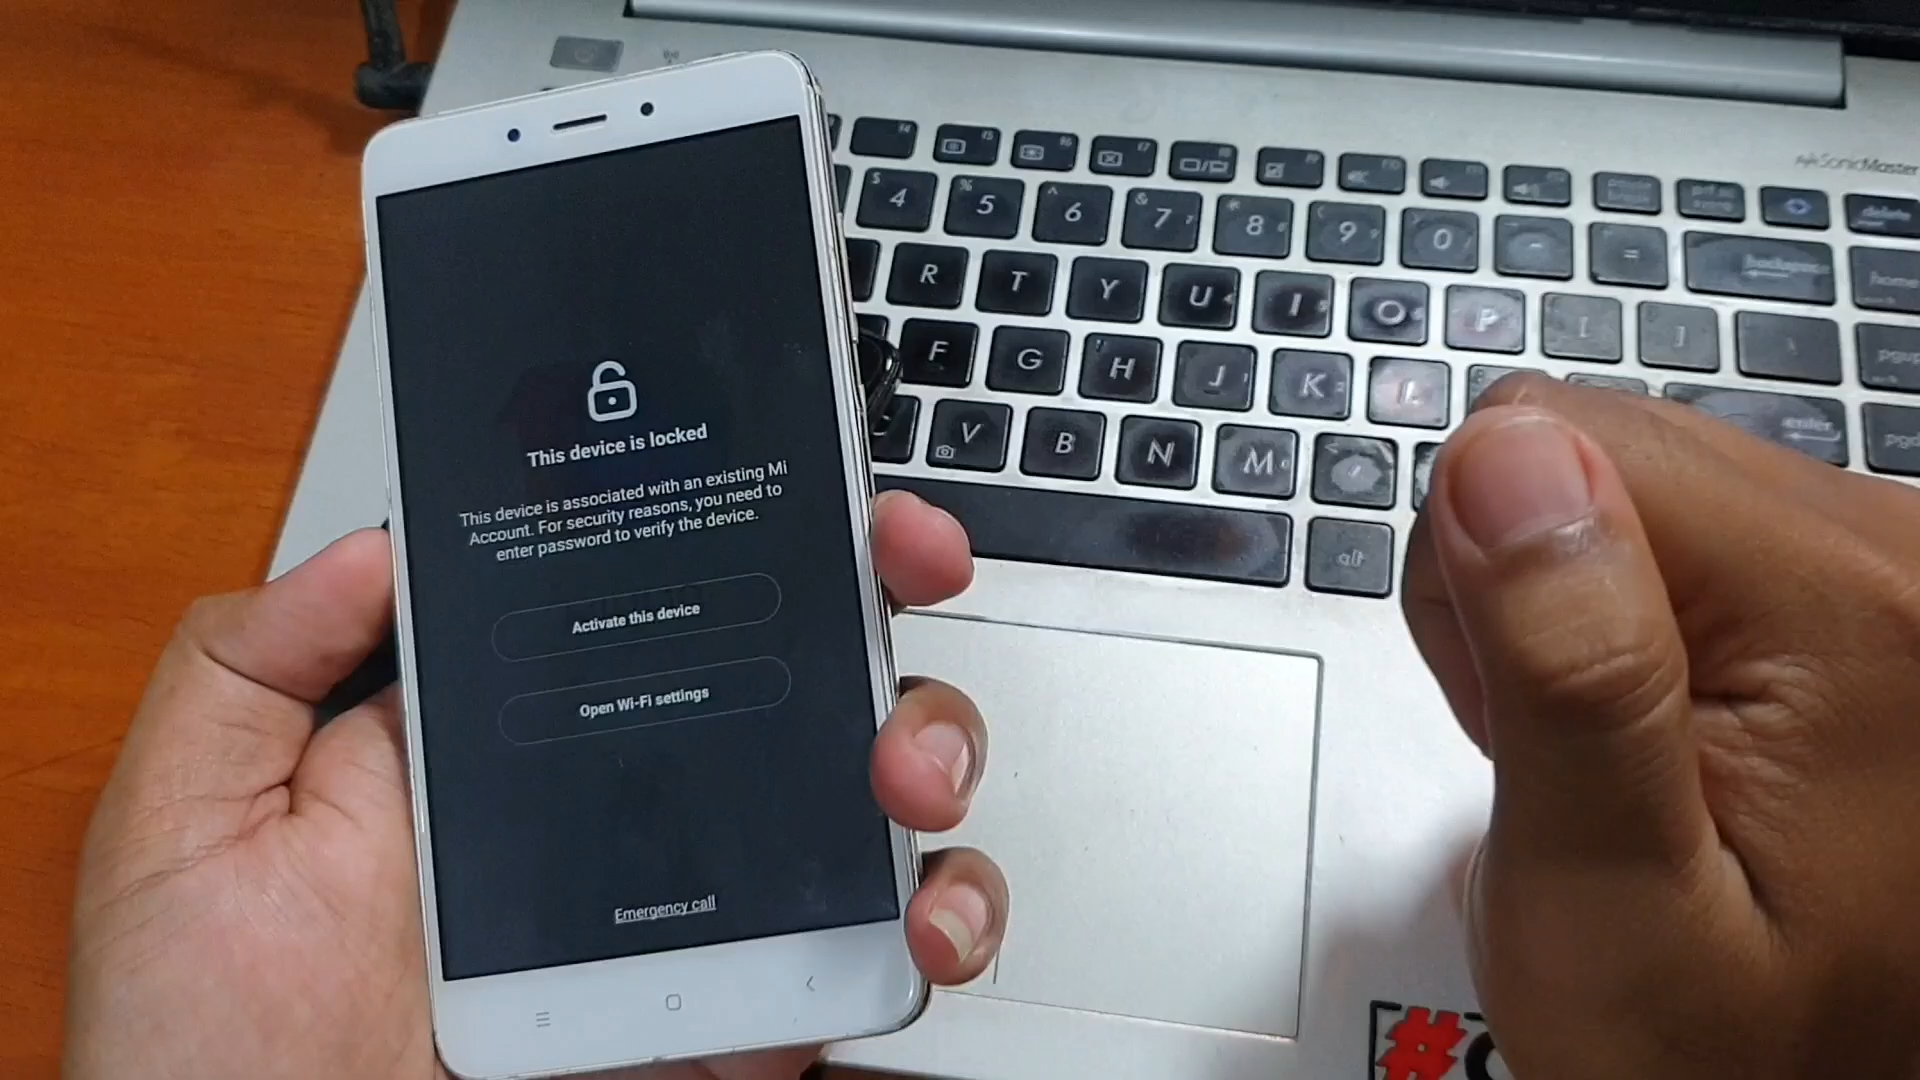 This device is locked
This device is associated with an existing Mi
Account. For security reasons, you need to
enter password to verify the device.
Activate this device
Open Wi-Fi settings
Emergency call
SonicMaster
delete
$ 4 % 5 ^ 6 & 7 8 9 0 - =
backspace
home
R T Y U I O P [ ] \
pgup
F G H J K L
enter
V B N M
alt
#